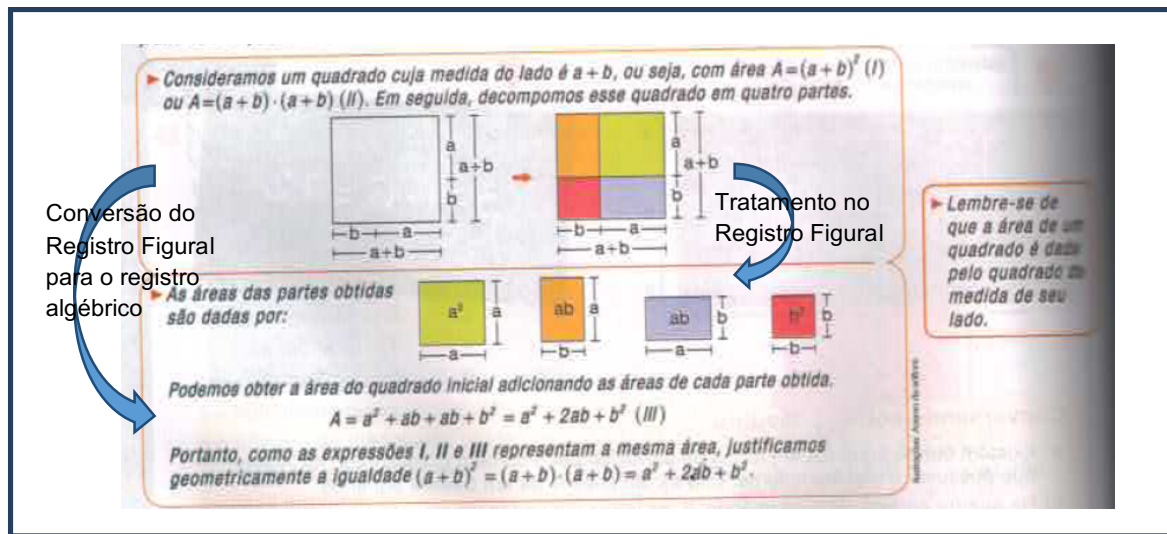 ► Consideramos um quadrado cuja medida do lado é a + b, ou seja, com área A=(a + b)² (I)
ou A=(a + b) · (a + b) (II). Em seguida, decompomos esse quadrado em quatro partes.
a
b
a+b
b
a
a+b
a
b
a+b
b
a
a+b
Conversão do
Registro Figural
para o registro
algébrico
Tratamento no
Registro Figural
► Lembre-se de
que a área de um
quadrado é dada
pelo quadrado da
medida de seu
lado.
► As áreas das partes obtidas
são dadas por:
a²
a
a
ab
a
b
ab
b
a
b²
b
b
Podemos obter a área do quadrado inicial adicionando as áreas de cada parte obtida.
A = a² + ab + ab + b² = a² + 2ab + b² (III)
Portanto, como as expressões I, II e III representam a mesma área, justificamos
geometricamente a igualdade (a + b)² = (a + b) · (a + b) = a² + 2ab + b².